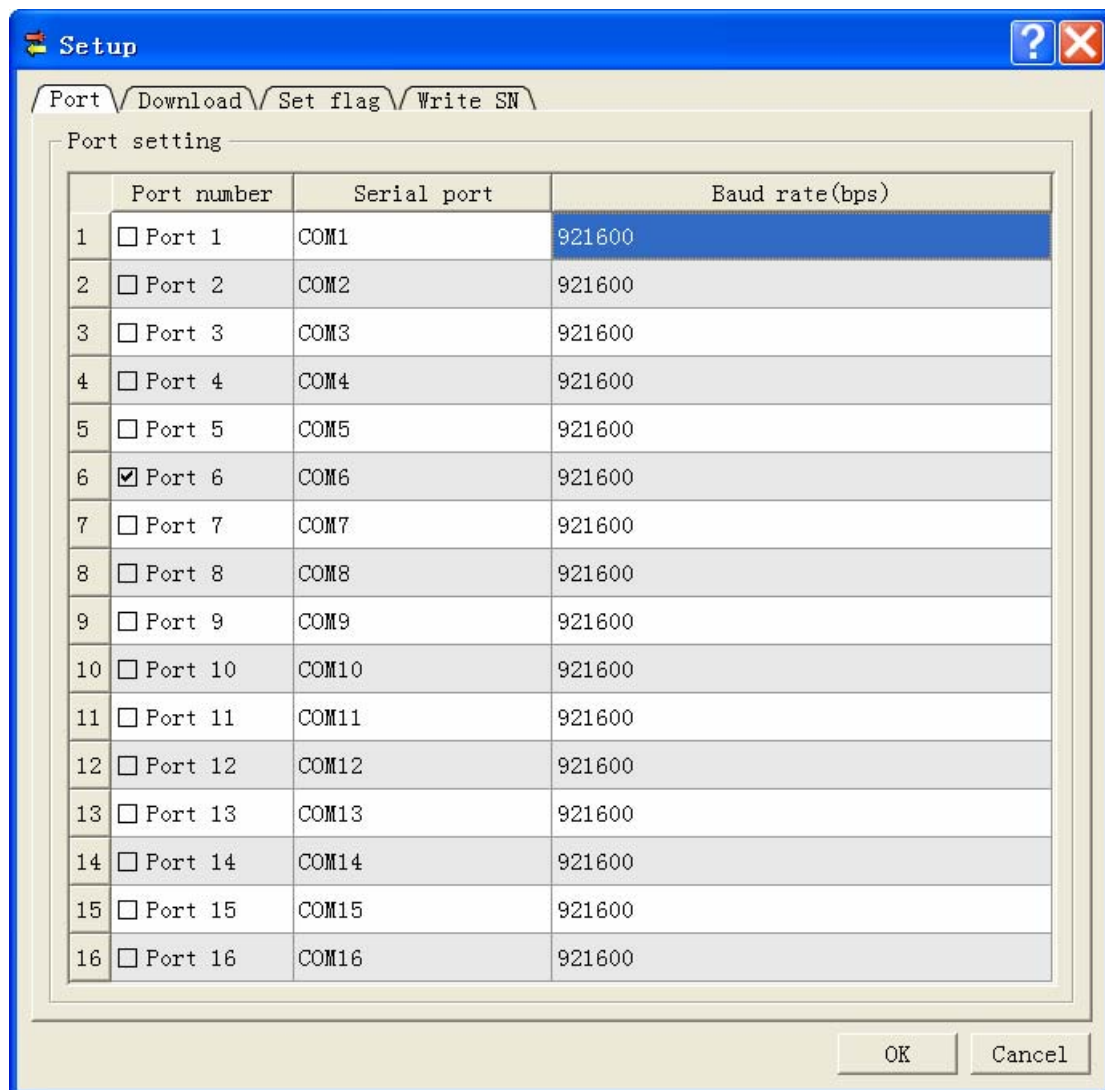 Setup
Port Download Set flag Write SN
Port setting
Port number Serial port Baud rate(bps)
1 Port 1 COM1 921600
2 Port 2 COM2 921600
3 Port 3 COM3 921600
4 Port 4 COM4 921600
5 Port 5 COM5 921600
6 Port 6 COM6 921600
7 Port 7 COM7 921600
8 Port 8 COM8 921600
9 Port 9 COM9 921600
10 Port 10 COM10 921600
11 Port 11 COM11 921600
12 Port 12 COM12 921600
13 Port 13 COM13 921600
14 Port 14 COM14 921600
15 Port 15 COM15 921600
16 Port 16 COM16 921600
OK Cancel